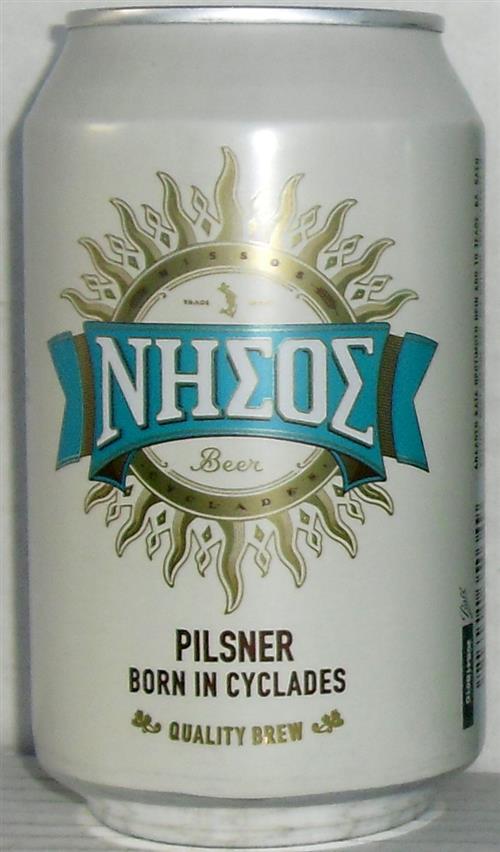 NISSOS
TRADE MARK
ΝΗΣΟΣ
Beer
CYCLADES
PILSNER
BORN IN CYCLADES
QUALITY BREW